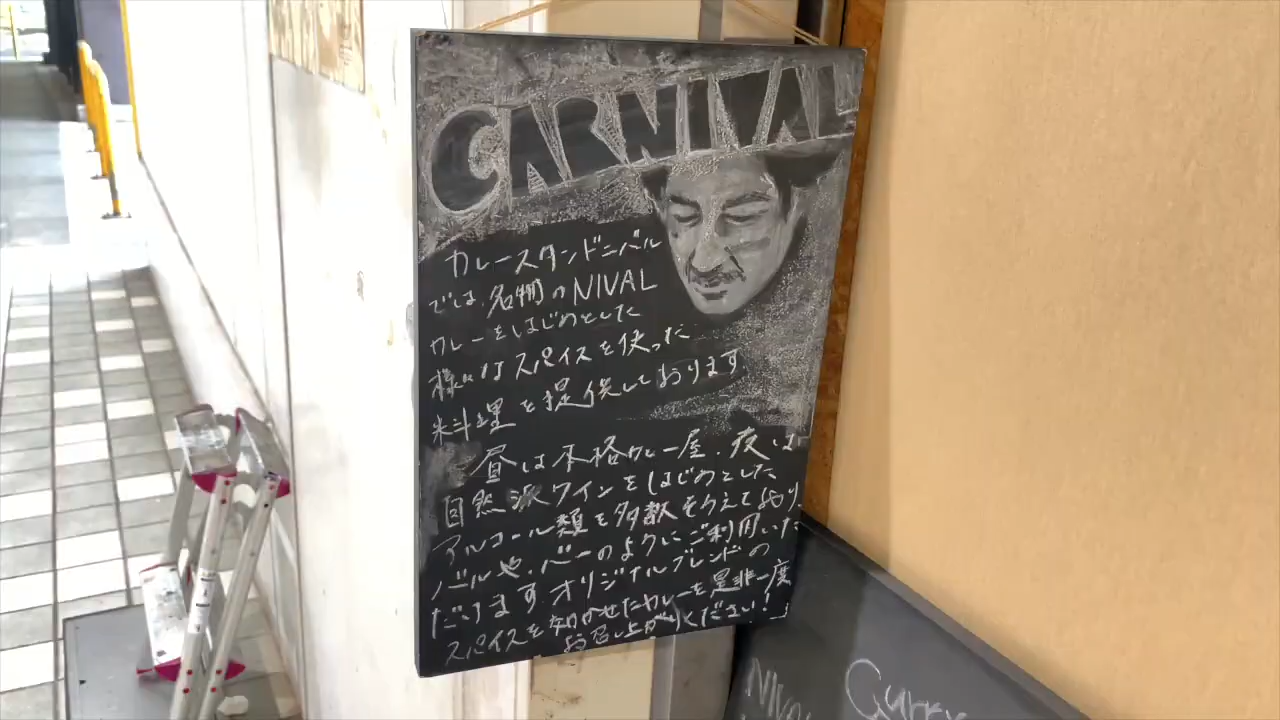 CARNIVAL
カレースタンドニバル
では、名物のNIVAL
カレーをはじめとした
様々なスパイスを使った
料理を提供しております
昼は本格カレー屋、夜は
自然派ワインをはじめとした
アルコール類を多数そろえており
バルや、バーのようにご利用いた
だけます オリジナルブレンドの
スパイスを効かせたカレーを是非一度
お召し上がりください!
NIVAL Curry